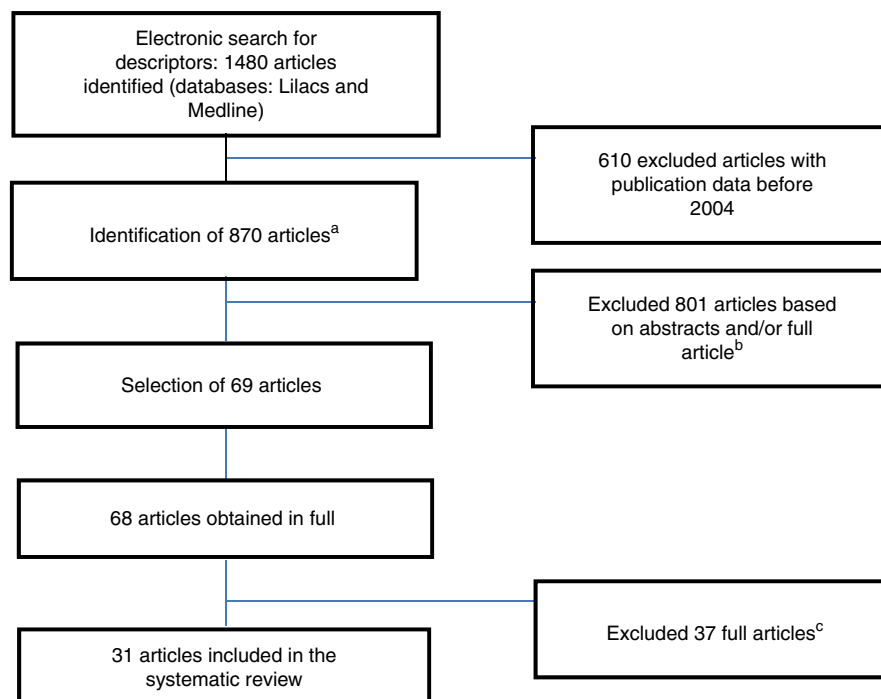 Electronic search for
descriptors: 1480 articles
identified (databases: Lilacs and
Medline)
610 excluded articles with
publication data before
2004
Identification of 870 articlesᵃ
Excluded 801 articles based
on abstracts and/or full
articleᵇ
Selection of 69 articles
68 articles obtained in full
Excluded 37 full articlesᶜ
31 articles included in the
systematic review